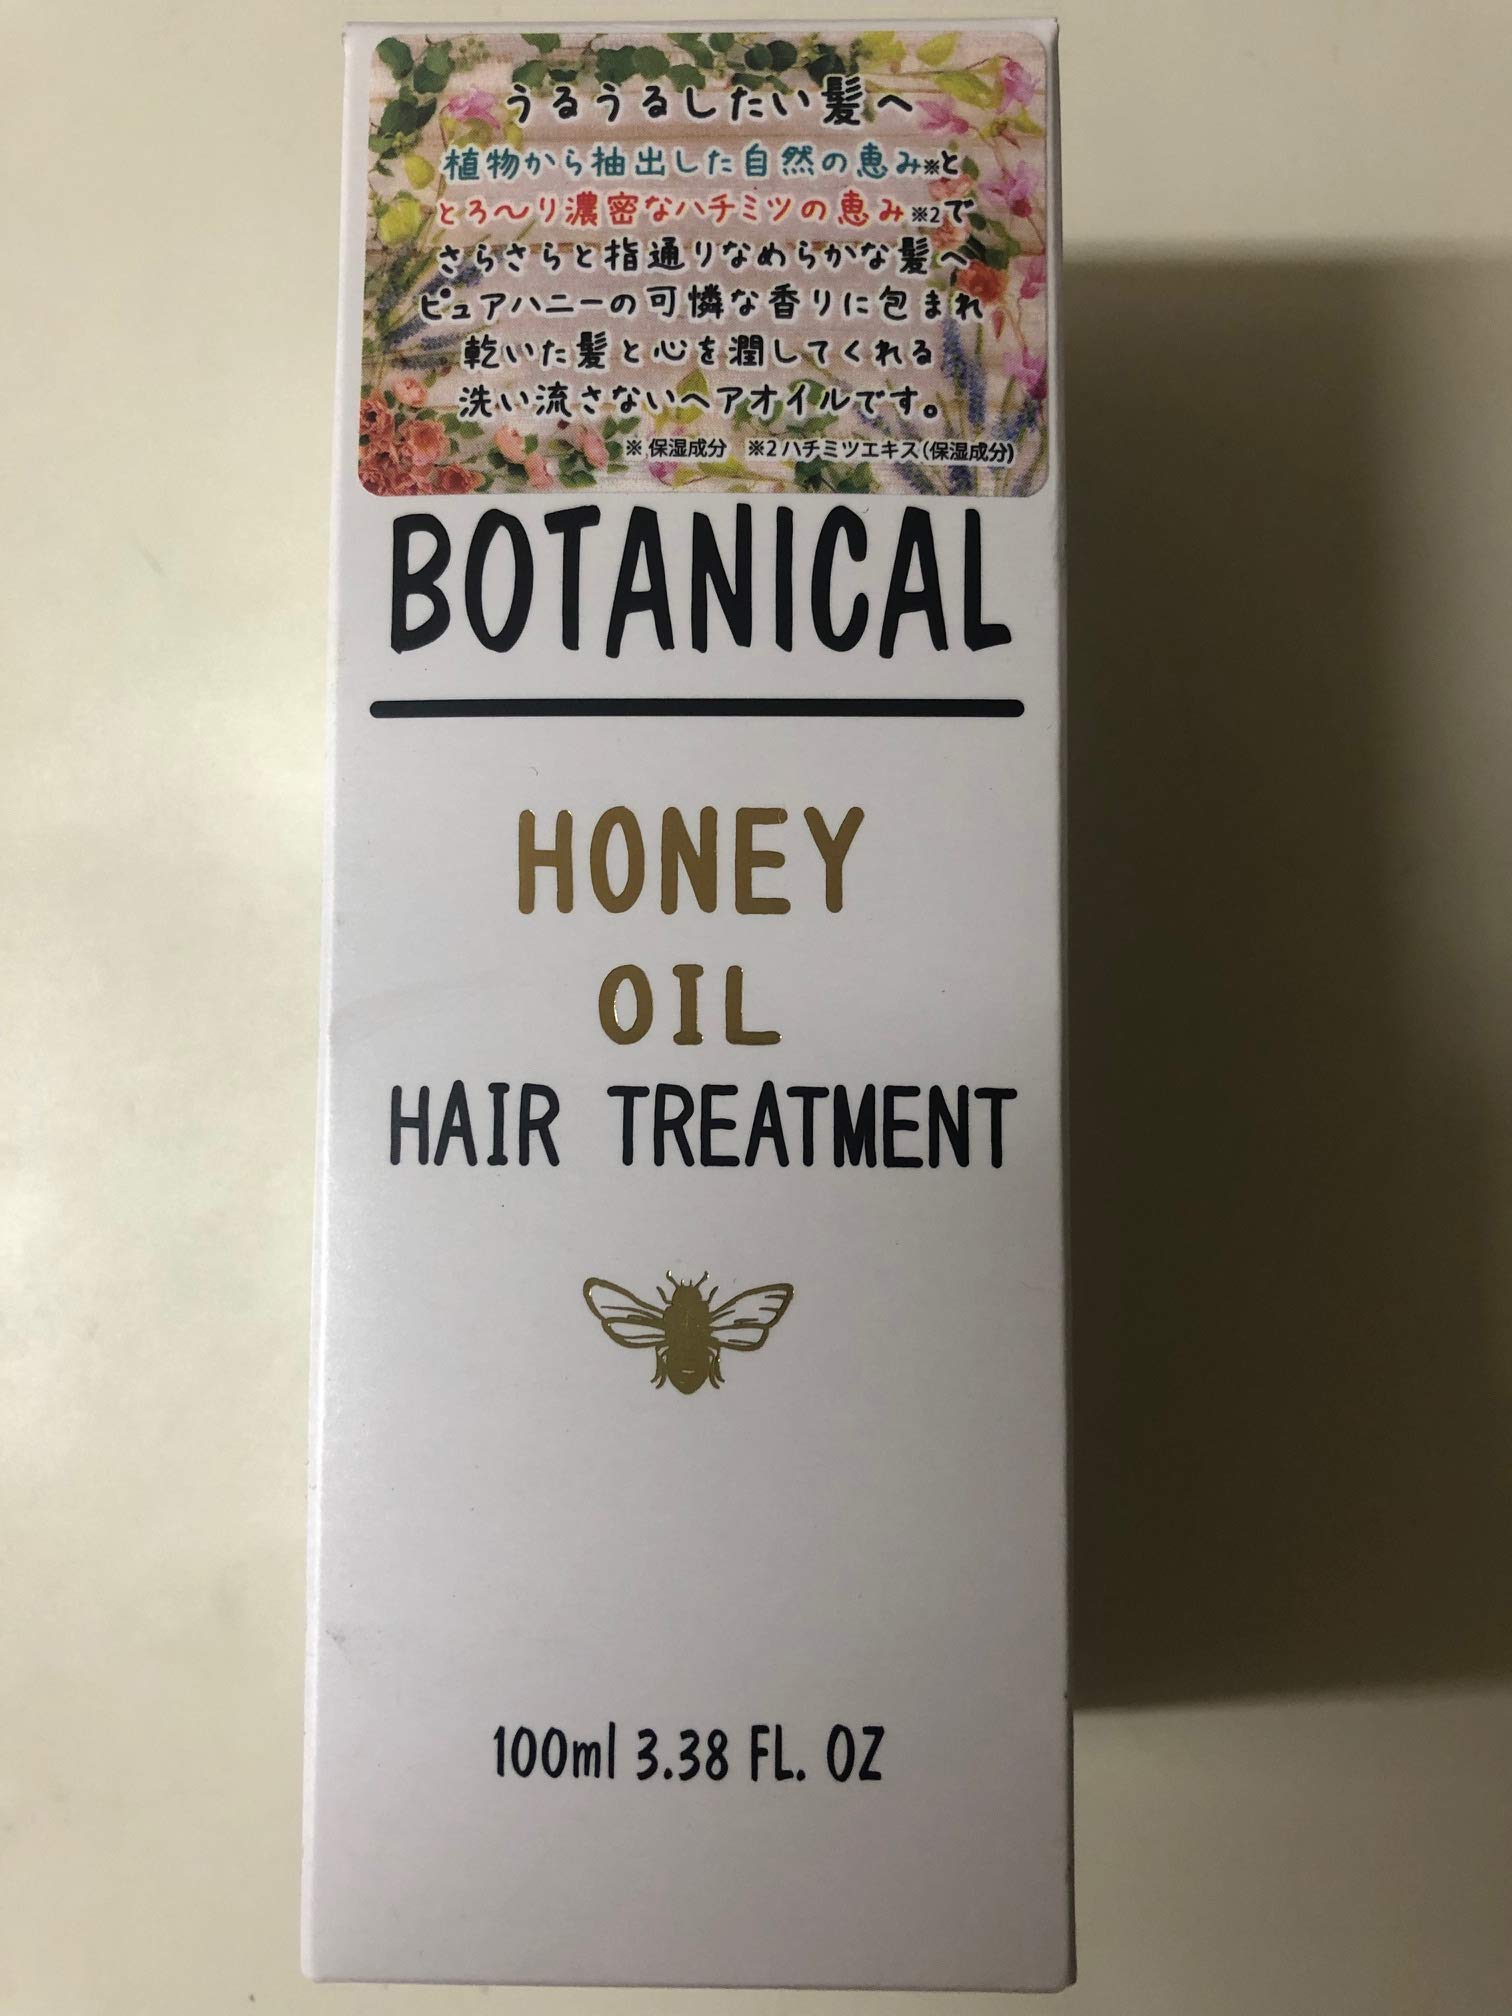 うるうるしたい髪へ
植物から抽出した自然の恵み※と
とろ〜り濃密なハチミツの恵み※2で
さらさらと指通りなめらかな髪へ
ピュアハニーの可憐な香りに包まれ
乾いた髪と心を潤してくれる
洗い流さないヘアオイルです。
※ 保湿成分 ※2 ハチミツエキス(保湿成分)
BOTANICAL
HONEY
OIL
HAIR TREATMENT
100ml 3.38 FL. OZ